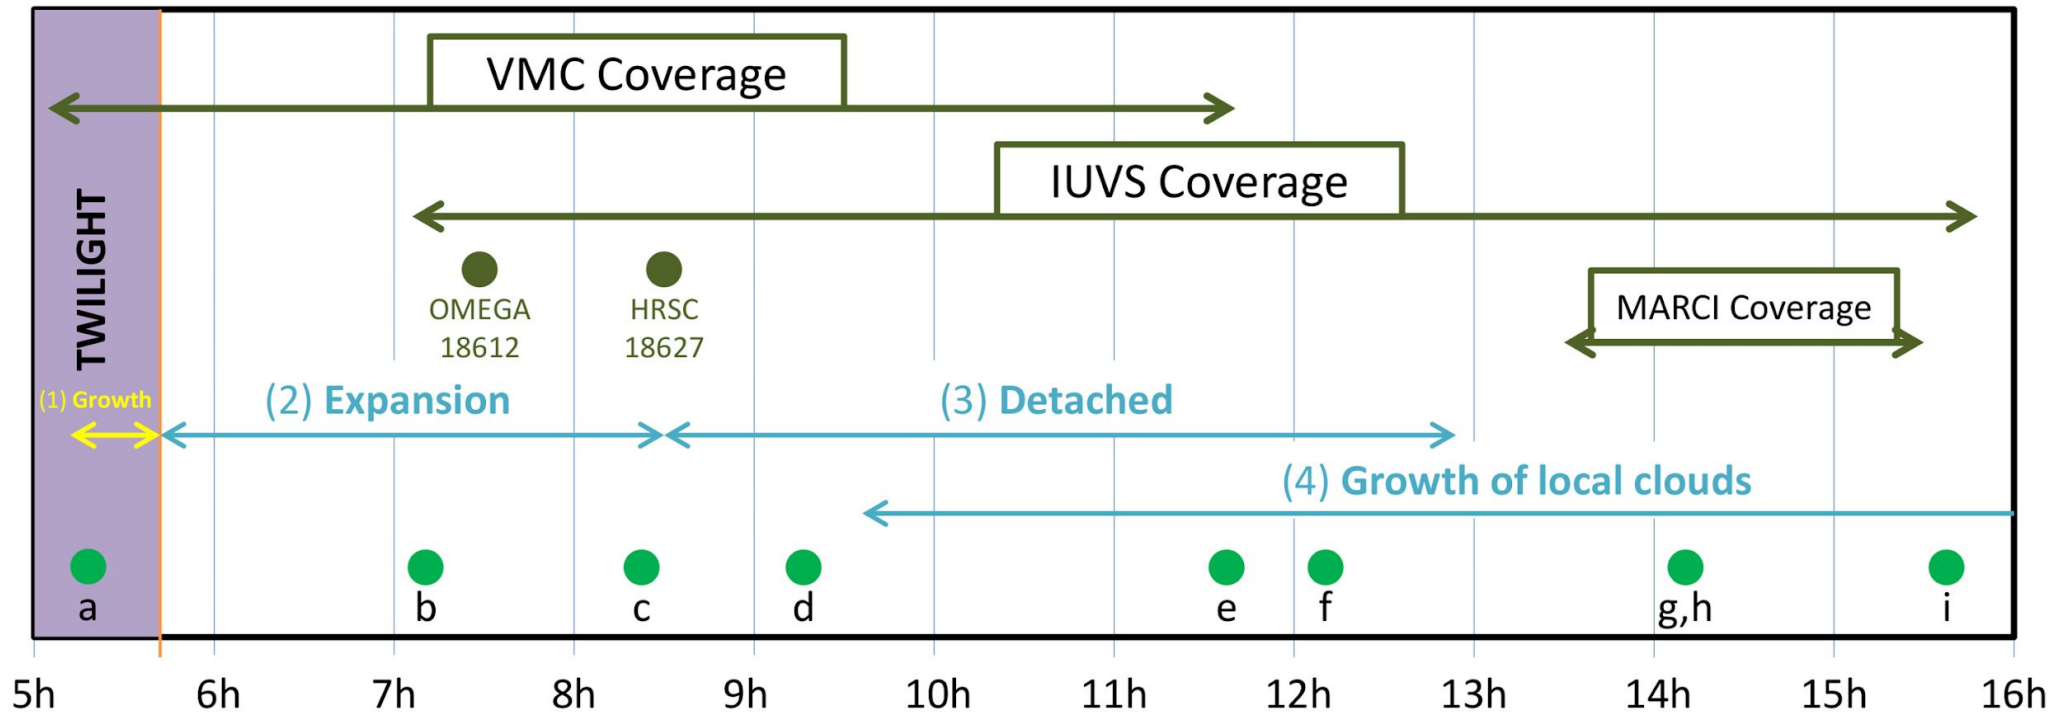 VMC Coverage
IUVS Coverage
TWILIGHT
OMEGA
18612
HRSC
18627
MARCI Coverage
(1) Growth
(2) Expansion
(3) Detached
(4) Growth of local clouds
a
b
c
d
e
f
g,h
i
5h
6h
7h
8h
9h
10h
11h
12h
13h
14h
15h
16h